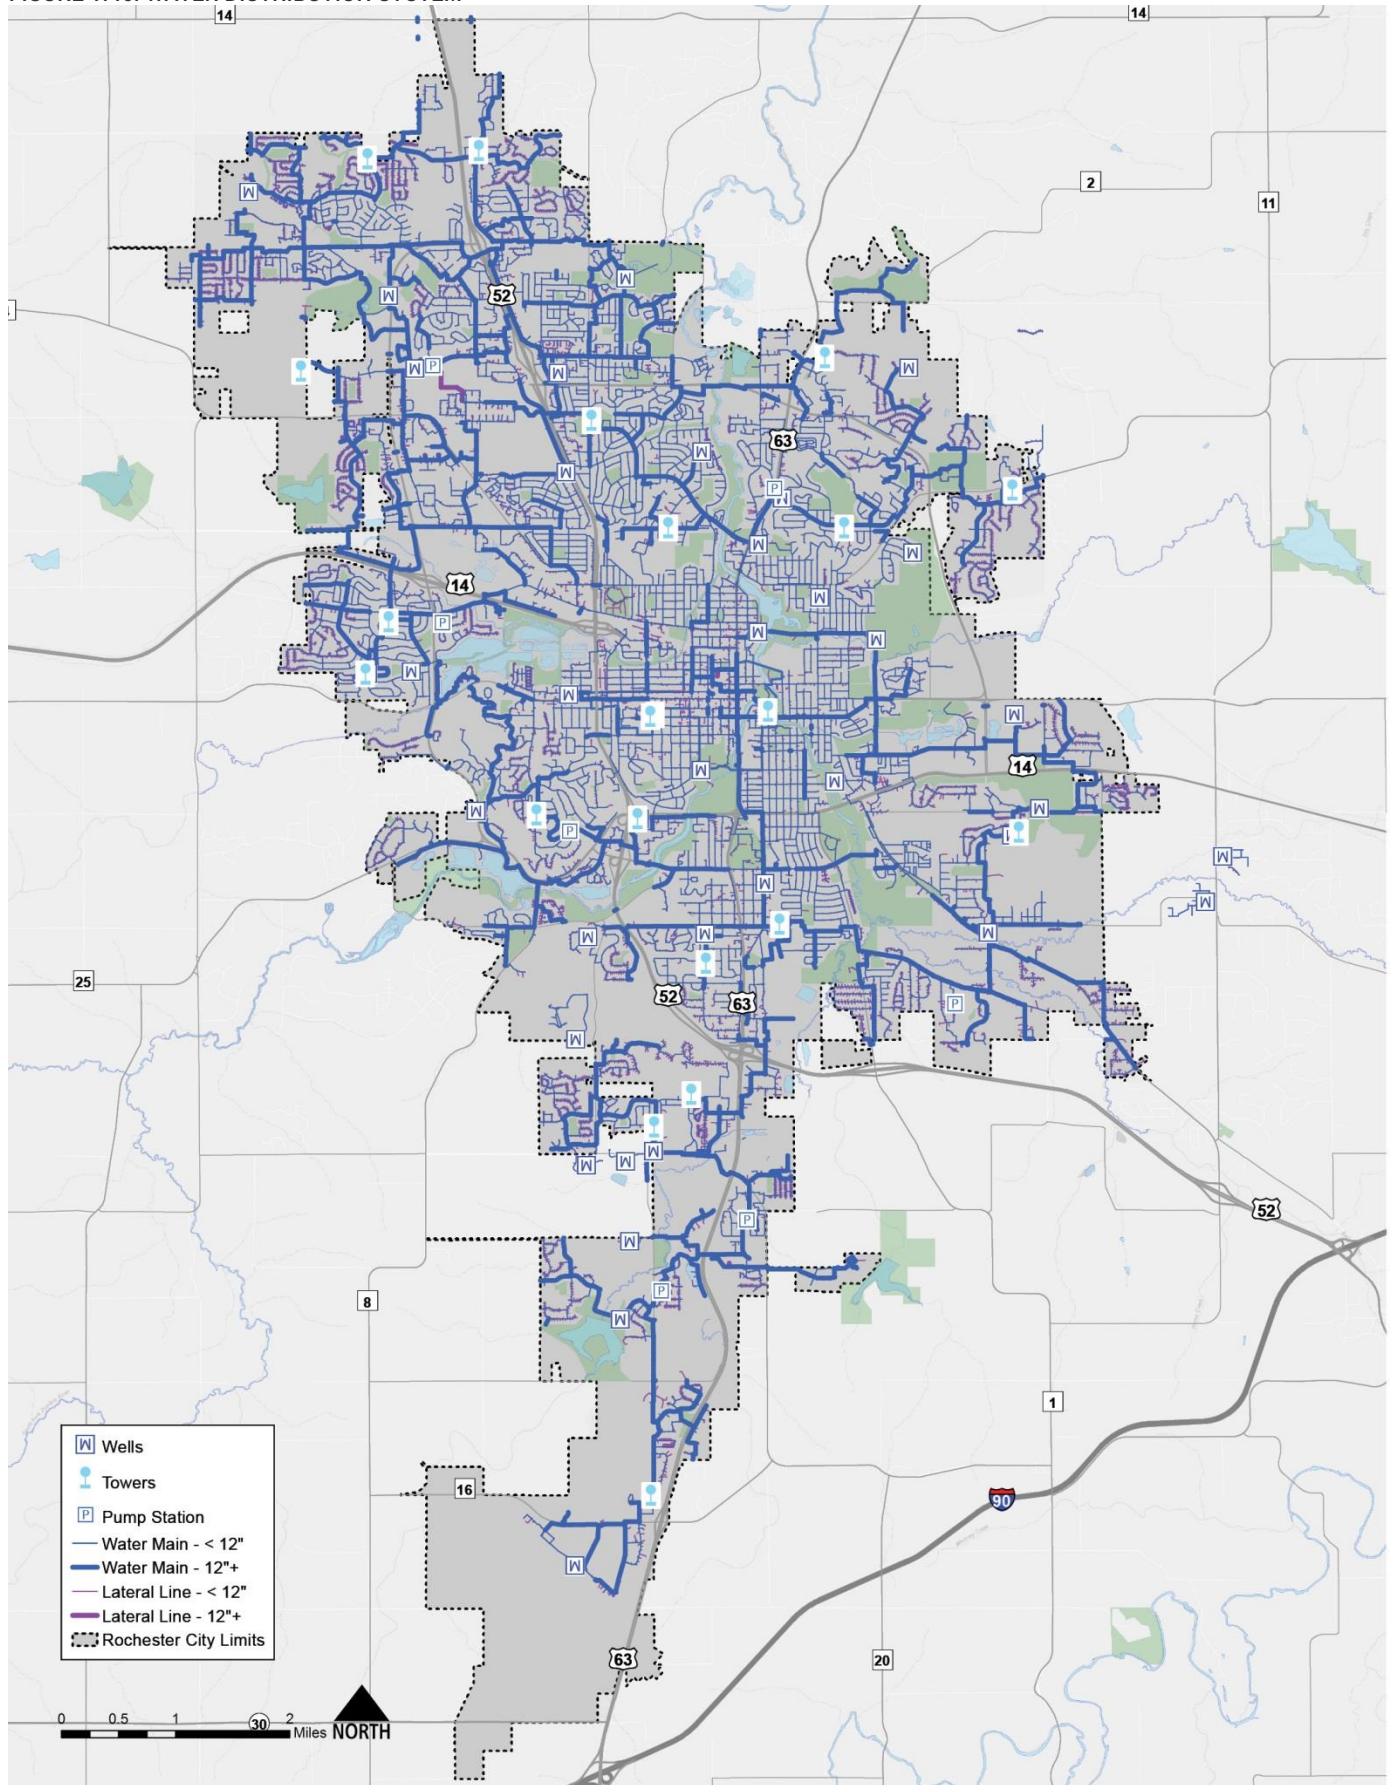 14
14
2
11
52
63
14
14
25
52
63
52
8
1
Wells
Towers
P Pump Station
Water Main - < 12"
Water Main - 12"+
Lateral Line - < 12"
Lateral Line - 12"+
Rochester City Limits
16
90
63
20
0 0.5 1 2
30
Miles NORTH